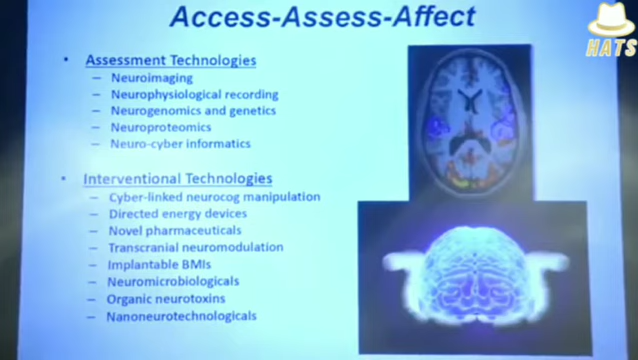 Access-Assess-Affect
HATS
• Assessment Technologies
– Neuroimaging
– Neurophysiological recording
– Neurogenomics and genetics
– Neuroproteomics
– Neuro-cyber informatics
• Interventional Technologies
– Cyber-linked neurocog manipulation
– Directed energy devices
– Novel pharmaceuticals
– Transcranial neuromodulation
– Implantable BMIs
– Neuromicrobiologicals
– Organic neurotoxins
– Nanoneurotechnologicals